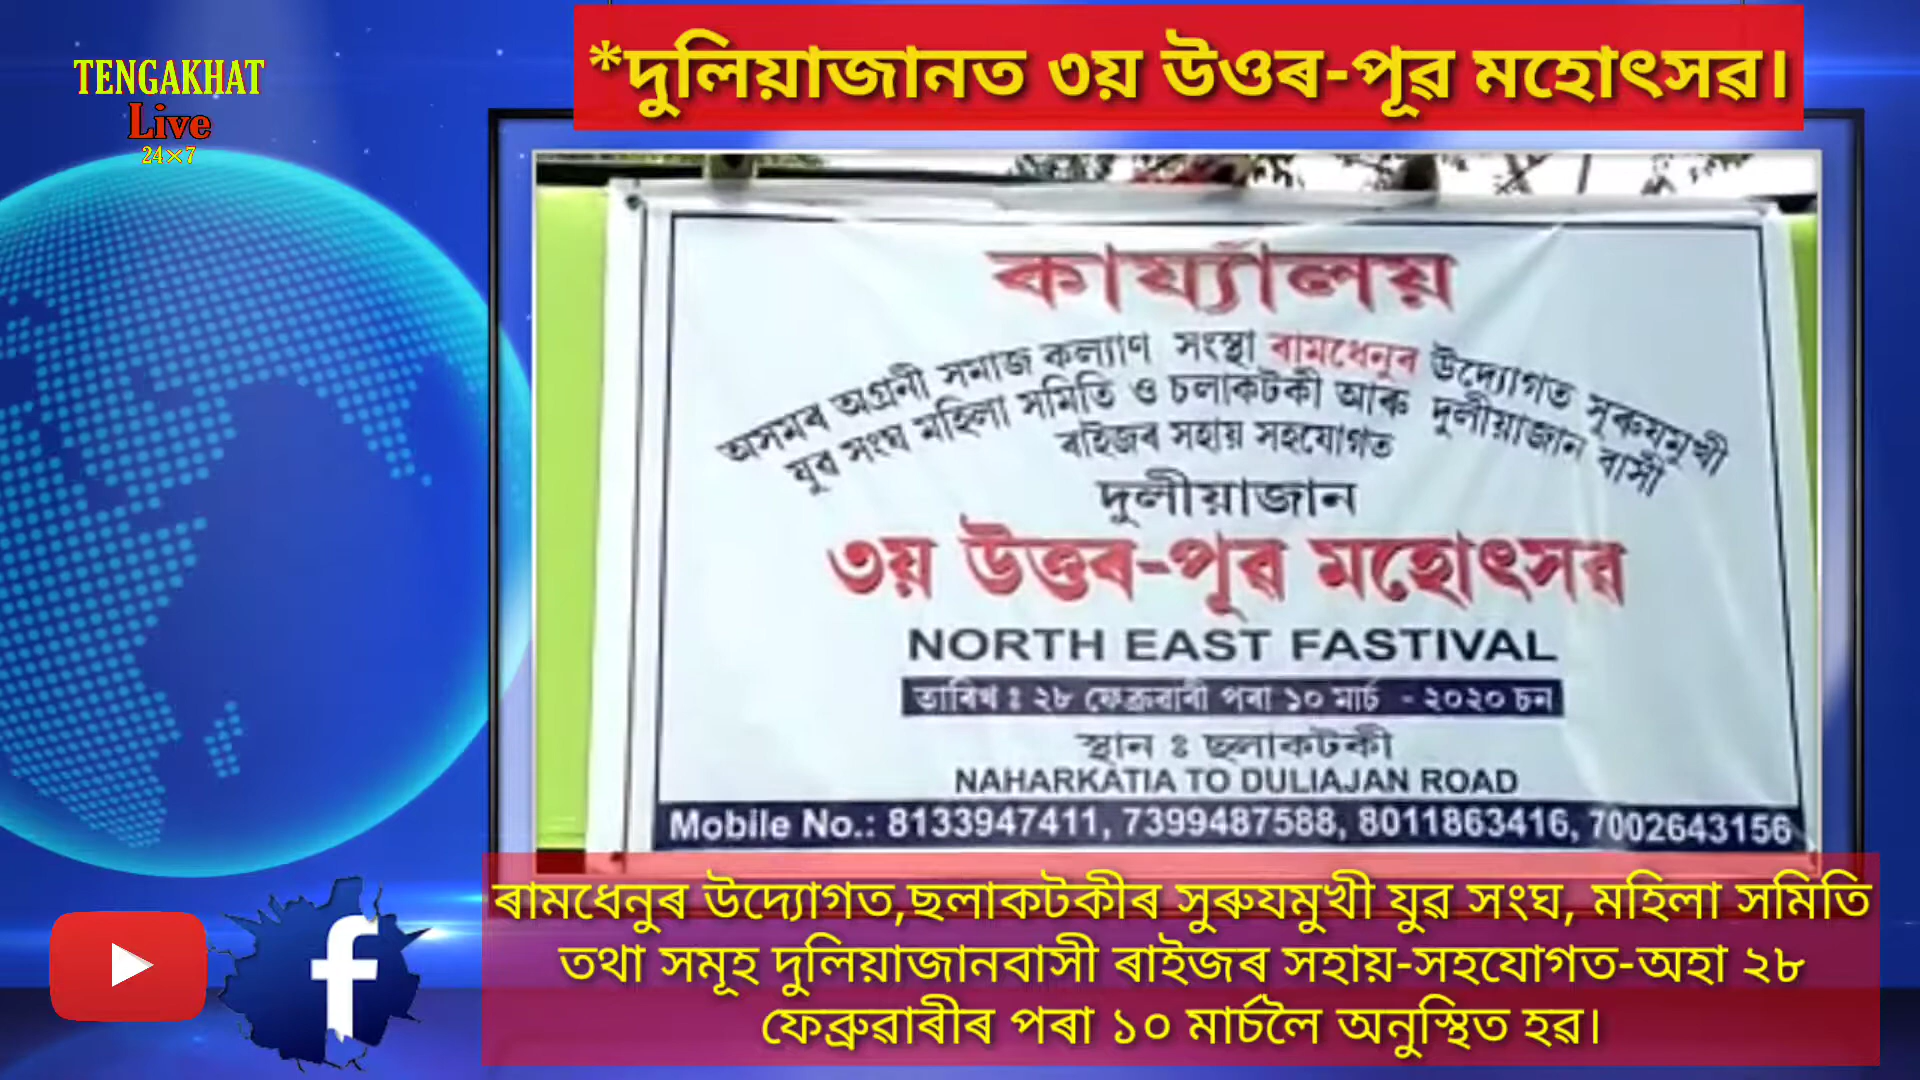 TENGAKHAT
Live
24×7
*দুলিয়াজানত ৩য় উওৰ-পূৱ মহোৎসৱ।
কাৰ্য্যালয়
অসমৰ অগ্ৰনী সমাজ কল্যাণ সংস্থা ৰামধেনুৰ উদ্যোগত সূৰুযমুখী
যুৱ সংঘ মহিলা সমিতি ও চলাকটকী আৰু দুলীয়াজান বাসী
ৰাইজৰ সহায় সহযোগত
দুলীয়াজান
৩য় উত্তৰ-পূৱ মহোৎসৱ
NORTH EAST FASTIVAL
তাৰিখ ঃ ২৮ ফেব্ৰুৱাৰী পৰা ১০ মাৰ্চ - ২০২০ চন
স্থান ঃ ছলাকটকী
NAHARKATIA TO DULIAJAN ROAD
Mobile No.: 8133947411, 7399487588, 8011863416, 7002643156
ৰামধেনুৰ উদ্যোগত,ছলাকটকীৰ সুৰুযমুখী যুৱ সংঘ, মহিলা সমিতি
তথা সমূহ দুলিয়াজানবাসী ৰাইজৰ সহায়-সহযোগত-অহা ২৮
ফেব্ৰুৱাৰীৰ পৰা ১০ মাৰ্চলৈ অনুস্থিত হৱ।